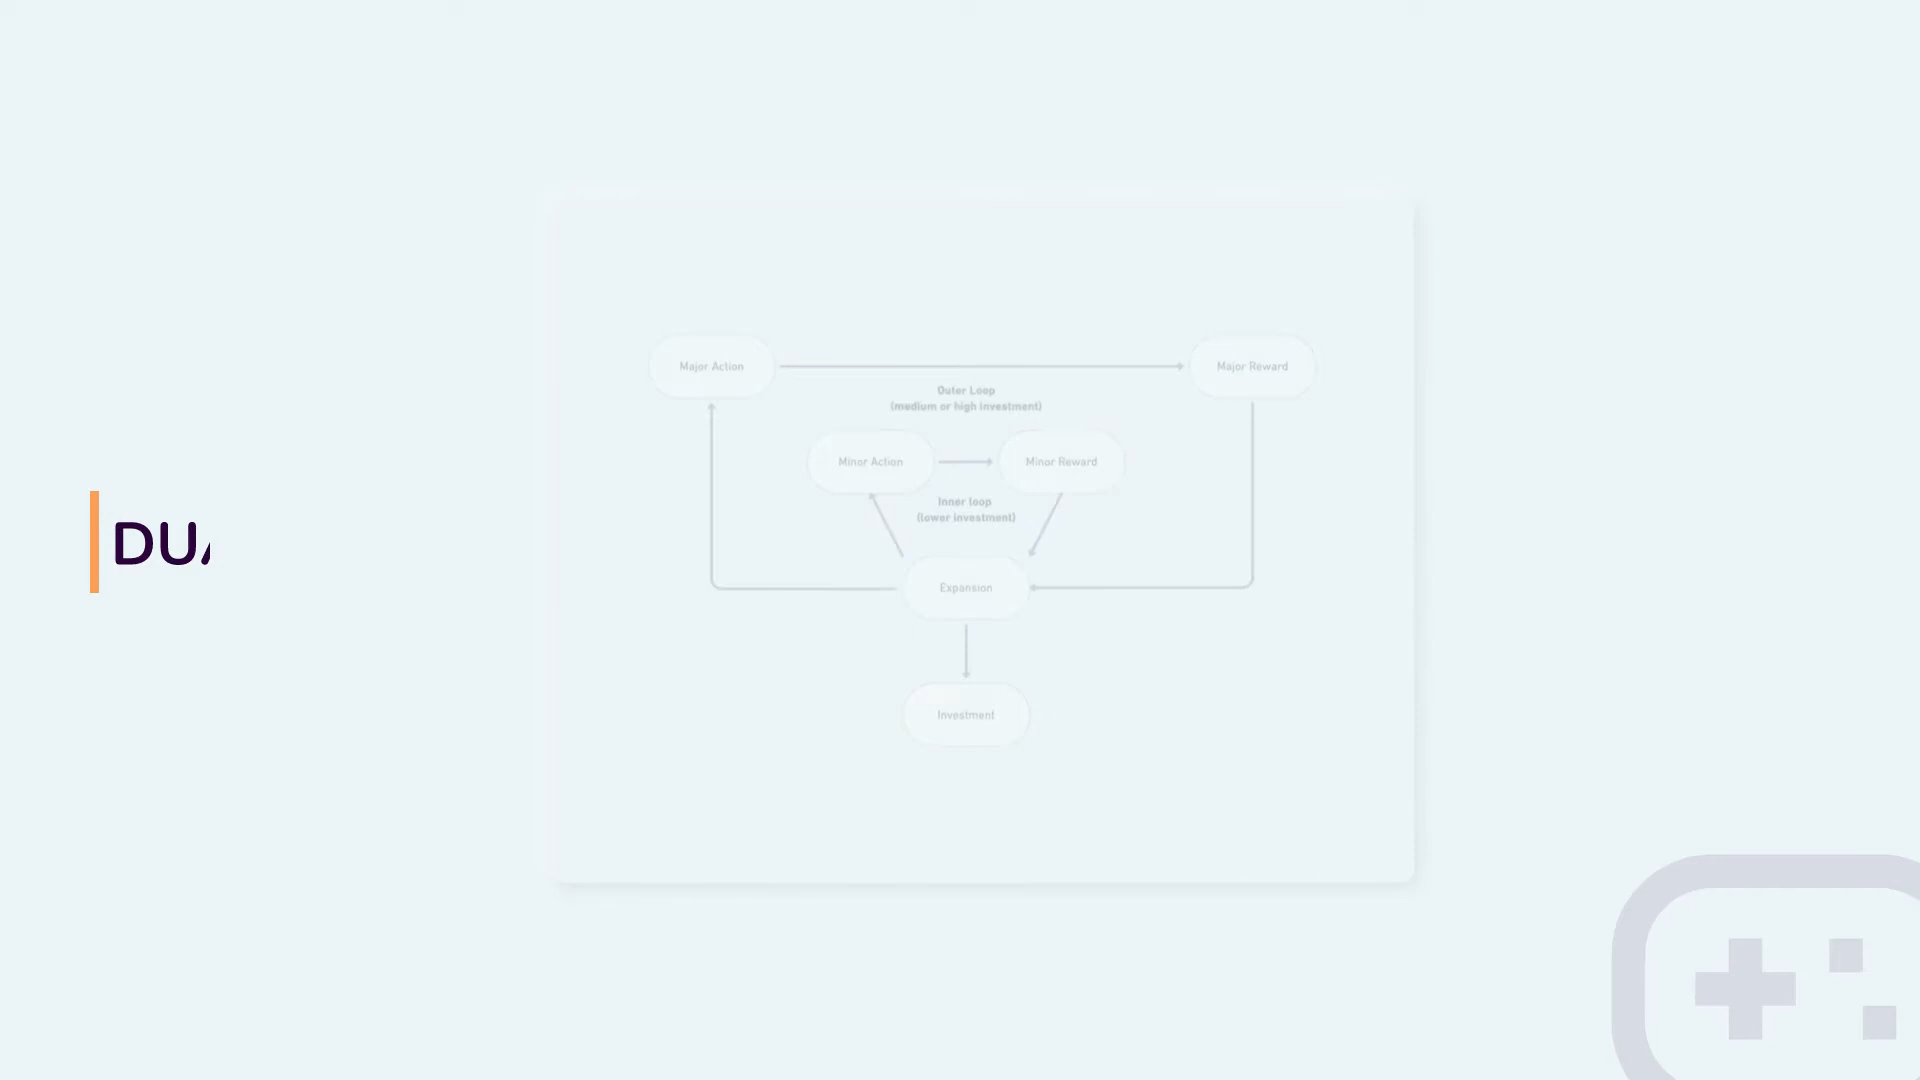 DU
Major Action
Major Reward
Outer Loop
(medium or high investment)
Minor Action
Minor Reward
Inner loop
(lower investment)
Expansion
Investment